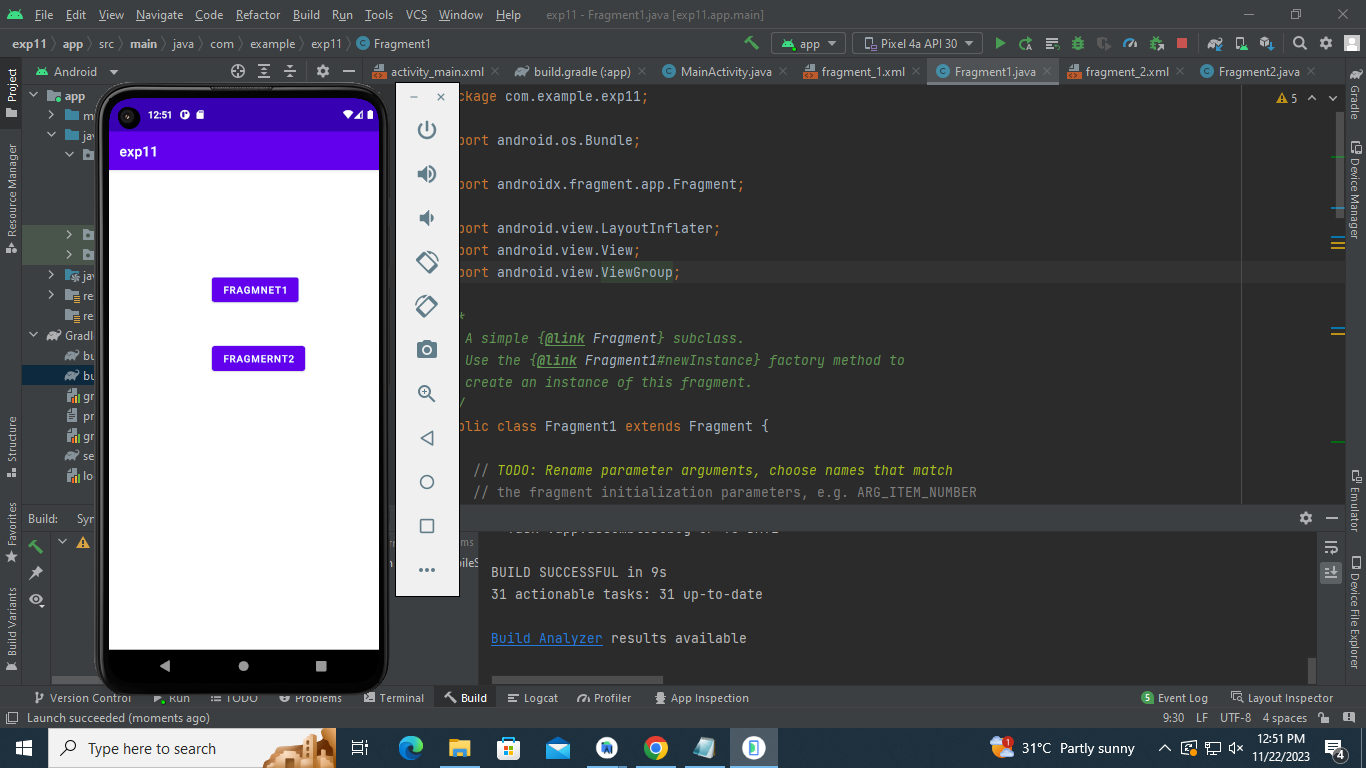 File Edit View Navigate Code Refactor Build Run Tools VCS Window Help exp11 - Fragment1.java [exp11.app.main]
exp11 app src main java com example exp11 Fragment1 app Pixel 4a API 30
Project
Resource Manager
Structure
Favorites
Build Variants
Android
activity_main.xml build.gradle (:app) MainActivity.java fragment_1.xml Fragment1.java fragment_2.xml Fragment2.java
app
m
jav
jav
re
re
Gradl
bu
bu
gr
pr
gr
se
lo
12:51
exp11
FRAGMNET1
FRAGMERNT2
ckage com.example.exp11;
port android.os.Bundle;
port androidx.fragment.app.Fragment;
port android.view.LayoutInflater;
port android.view.View;
port android.view.ViewGroup;
*
A simple {@link Fragment} subclass.
Use the {@link Fragment1#newInstance} factory method to
create an instance of this fragment.
/
blic class Fragment1 extends Fragment {
// TODO: Rename parameter arguments, choose names that match
// the fragment initialization parameters, e.g. ARG_ITEM_NUMBER
5
Gradle
Device Manager
Emulator
Device File Explorer
Build: Syn
ms
BUILD SUCCESSFUL in 9s
31 actionable tasks: 31 up-to-date
Build Analyzer results available
Version Control Run TODO Problems Terminal Build Logcat Profiler App Inspection 5 Event Log Layout Inspector
Launch succeeded (moments ago) 9:30 LF UTF-8 4 spaces
Type here to search 1 31°C Partly sunny 12:51 PM
11/22/2023 4